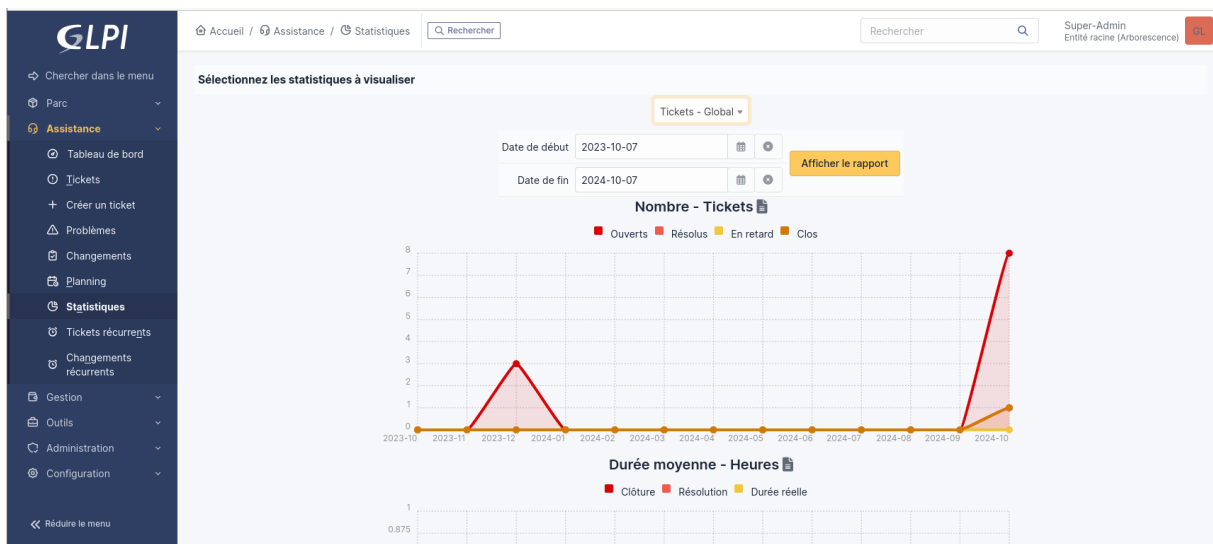 GLPI
Accueil / Assistance / Statistiques Rechercher
Rechercher
Super-Admin
Entité racine (Arborescence)
GL
Chercher dans le menu
Parc
Assistance
Tableau de bord
Tickets
Créer un ticket
Problèmes
Changements
Planning
Statistiques
Tickets récurrents
Changements
récurrents
Gestion
Outils
Administration
Configuration
Réduire le menu
Sélectionnez les statistiques à visualiser
Tickets - Global
Date de début 2023-10-07
Date de fin 2024-10-07
Afficher le rapport
Nombre - Tickets
Ouverts Résolus En retard Clos
8
7
6
5
4
3
2
1
0
2023-10 2023-11 2023-12 2024-01 2024-02 2024-03 2024-04 2024-05 2024-06 2024-07 2024-08 2024-09 2024-10
Durée moyenne - Heures
Clôture Résolution Durée réelle
1
0.875